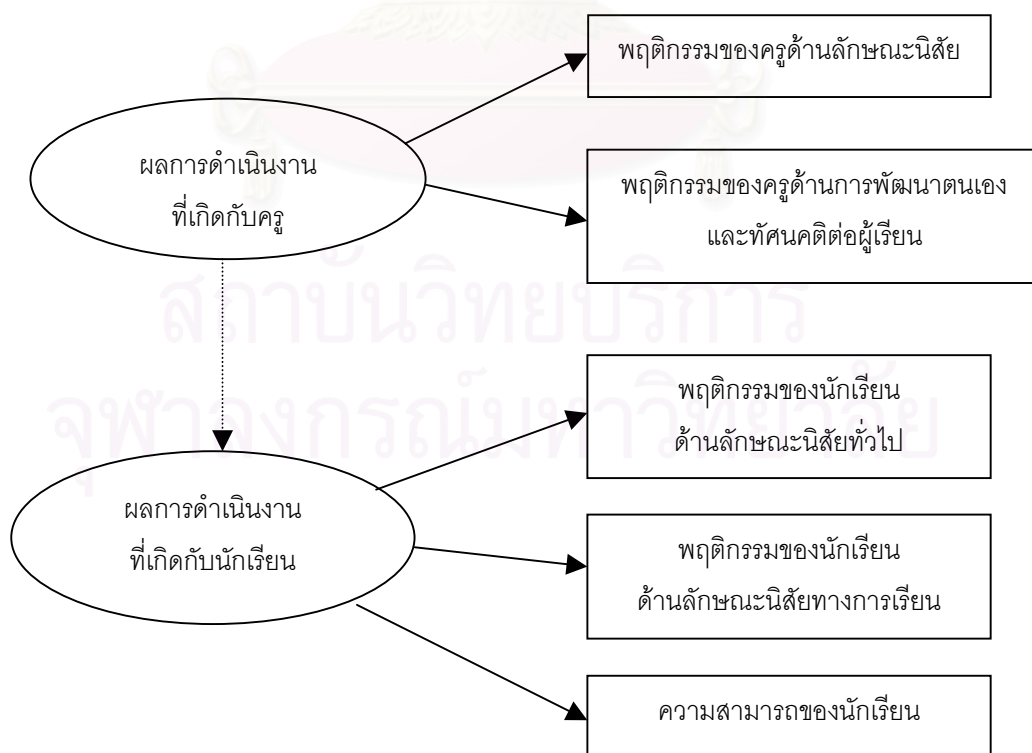 พฤติกรรมของครูด้านลักษณะนิสัย
ผลการดำเนินงาน
ที่เกิดกับครู
พฤติกรรมของครูด้านการพัฒนาตนเอง
และทัศนคติต่อผู้เรียน
สถาบันวิทยบริการ
จุฬาลงกรณ์มหาวิทยาลัย
พฤติกรรมของนักเรียน
ด้านลักษณะนิสัยทั่วไป
ผลการดำเนินงาน
ที่เกิดกับนักเรียน
พฤติกรรมของนักเรียน
ด้านลักษณะนิสัยทางการเรียน
ความสามารถของนักเรียน